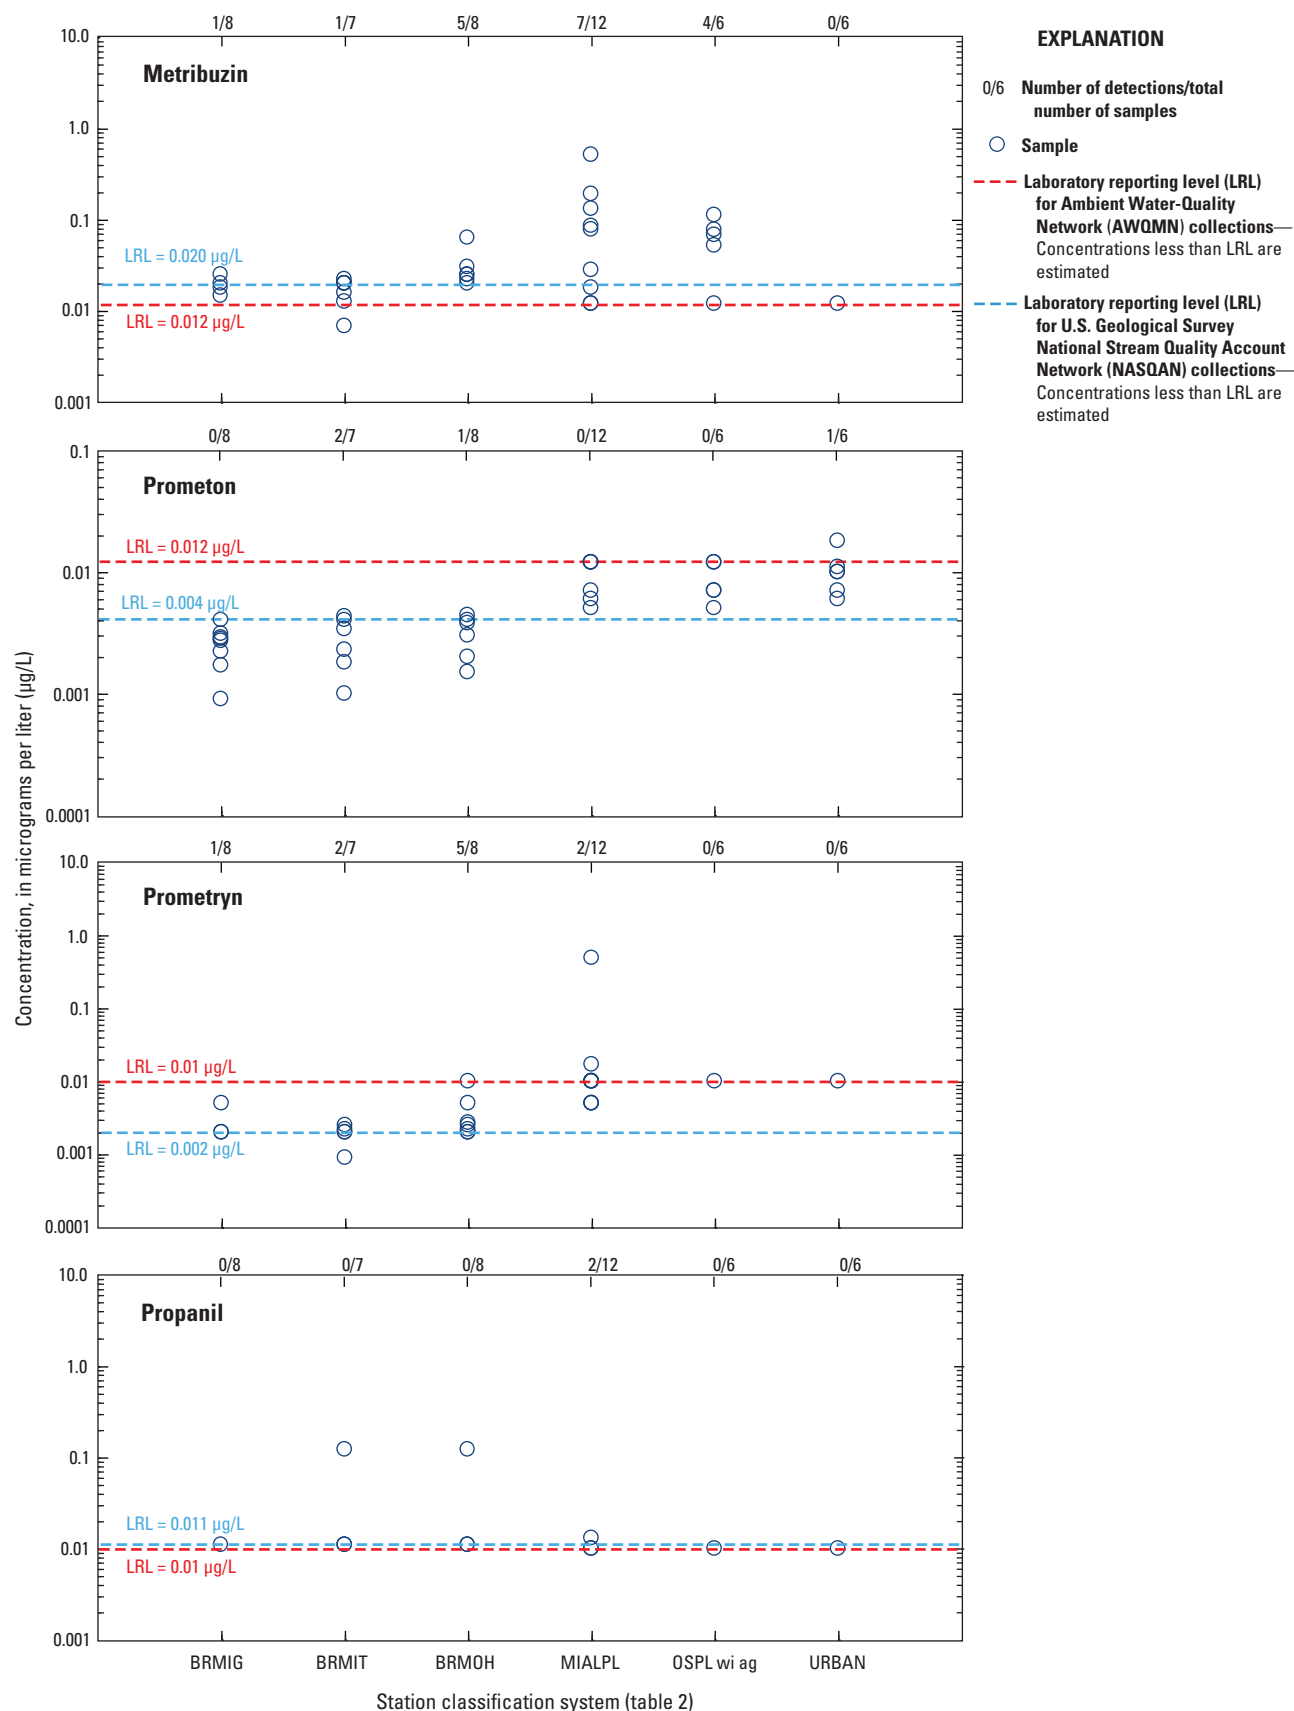 1/8 1/7 5/8 7/12 4/6 0/6
10.0
Metribuzin
1.0
0.1
LRL = 0.020 µg/L
0.01
LRL = 0.012 µg/L
0.001
0/8 2/7 1/8 0/12 0/6 1/6
0.1
Prometon
LRL = 0.012 µg/L
0.01
LRL = 0.004 µg/L
0.001
0.0001
1/8 2/7 5/8 2/12 0/6 0/6
10.0
Prometryn
1.0
0.1
LRL = 0.01 µg/L
0.01
LRL = 0.002 µg/L
0.001
0.0001
0/8 0/7 0/8 2/12 0/6 0/6
10.0
Propanil
1.0
0.1
LRL = 0.011 µg/L
0.01
LRL = 0.01 µg/L
0.001
BRMIG BRMIT BRMOH MIALPL OSPL wi ag URBAN
Station classification system (table 2)
Concentration, in micrograms per liter (µg/L)
EXPLANATION
0/6 Number of detections/total
number of samples
Sample
Laboratory reporting level (LRL)
for Ambient Water-Quality
Network (AWQMN) collections—
Concentrations less than LRL are
estimated
Laboratory reporting level (LRL)
for U.S. Geological Survey
National Stream Quality Account
Network (NASQAN) collections—
Concentrations less than LRL are
estimated